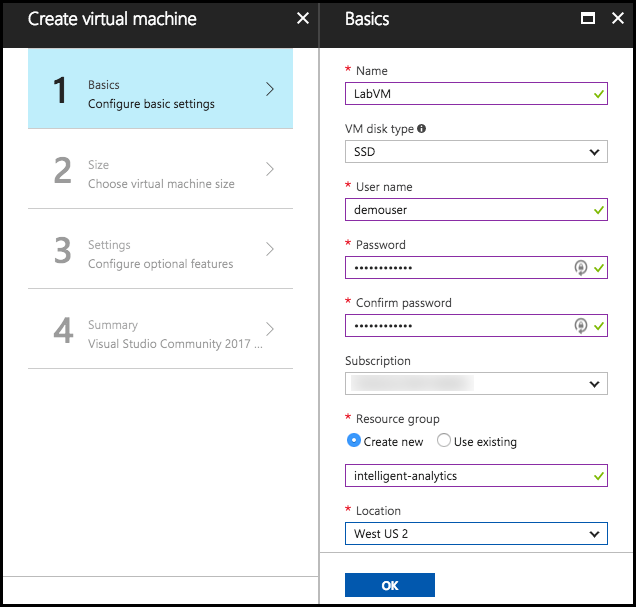 Create virtual machine
1
Basics
Configure basic settings
2
Size
Choose virtual machine size
3
Settings
Configure optional features
4
Summary
Visual Studio Community 2017 ...
Basics
* Name
LabVM
VM disk type
SSD
* User name
demouser
* Password
••••••••••••
* Confirm password
••••••••••••
Subscription
* Resource group
Create new Use existing
intelligent-analytics
* Location
West US 2
OK